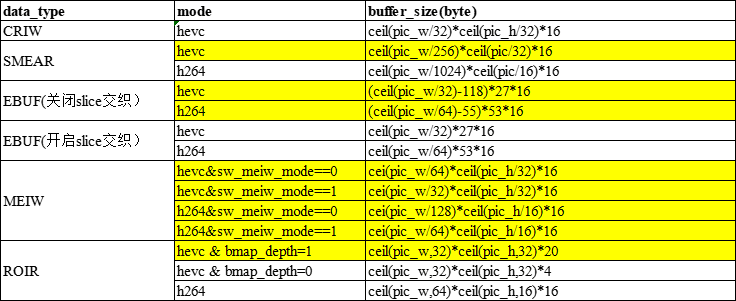 data_type mode buffer_size(byte)
CRIW hevc ceil(pic_w/32)*ceil(pic_h/32)*16
SMEAR hevc ceil(pic_w/256)*ceil(pic/32)*16
h264 ceil(pic_w/1024)*ceil(pic/16)*16
EBUF(关闭slice交织) hevc (ceil(pic_w/32)-118)*27*16
h264 (ceil(pic_w/64)-55)*53*16
EBUF(开启slice交织) hevc ceil(pic_w/32)*27*16
h264 ceil(pic_w/64)*53*16
MEIW hevc&sw_meiw_mode==0 cei(pic_w/64)*ceil(pic_h/32)*16
hevc&sw_meiw_mode==1 cei(pic_w/32)*ceil(pic_h/32)*16
h264&sw_meiw_mode==0 cei(pic_w/128)*ceil(pic_h/16)*16
h264&sw_meiw_mode==1 cei(pic_w/64)*ceil(pic_h/16)*16
ROIR hevc & bmap_depth=1 ceil(pic_w,32)*ceil(pic_h,32)*20
hevc & bmap_depth=0 ceil(pic_w,32)*ceil(pic_h,32)*4
h264 ceil(pic_w,64)*ceil(pic_h,16)*16